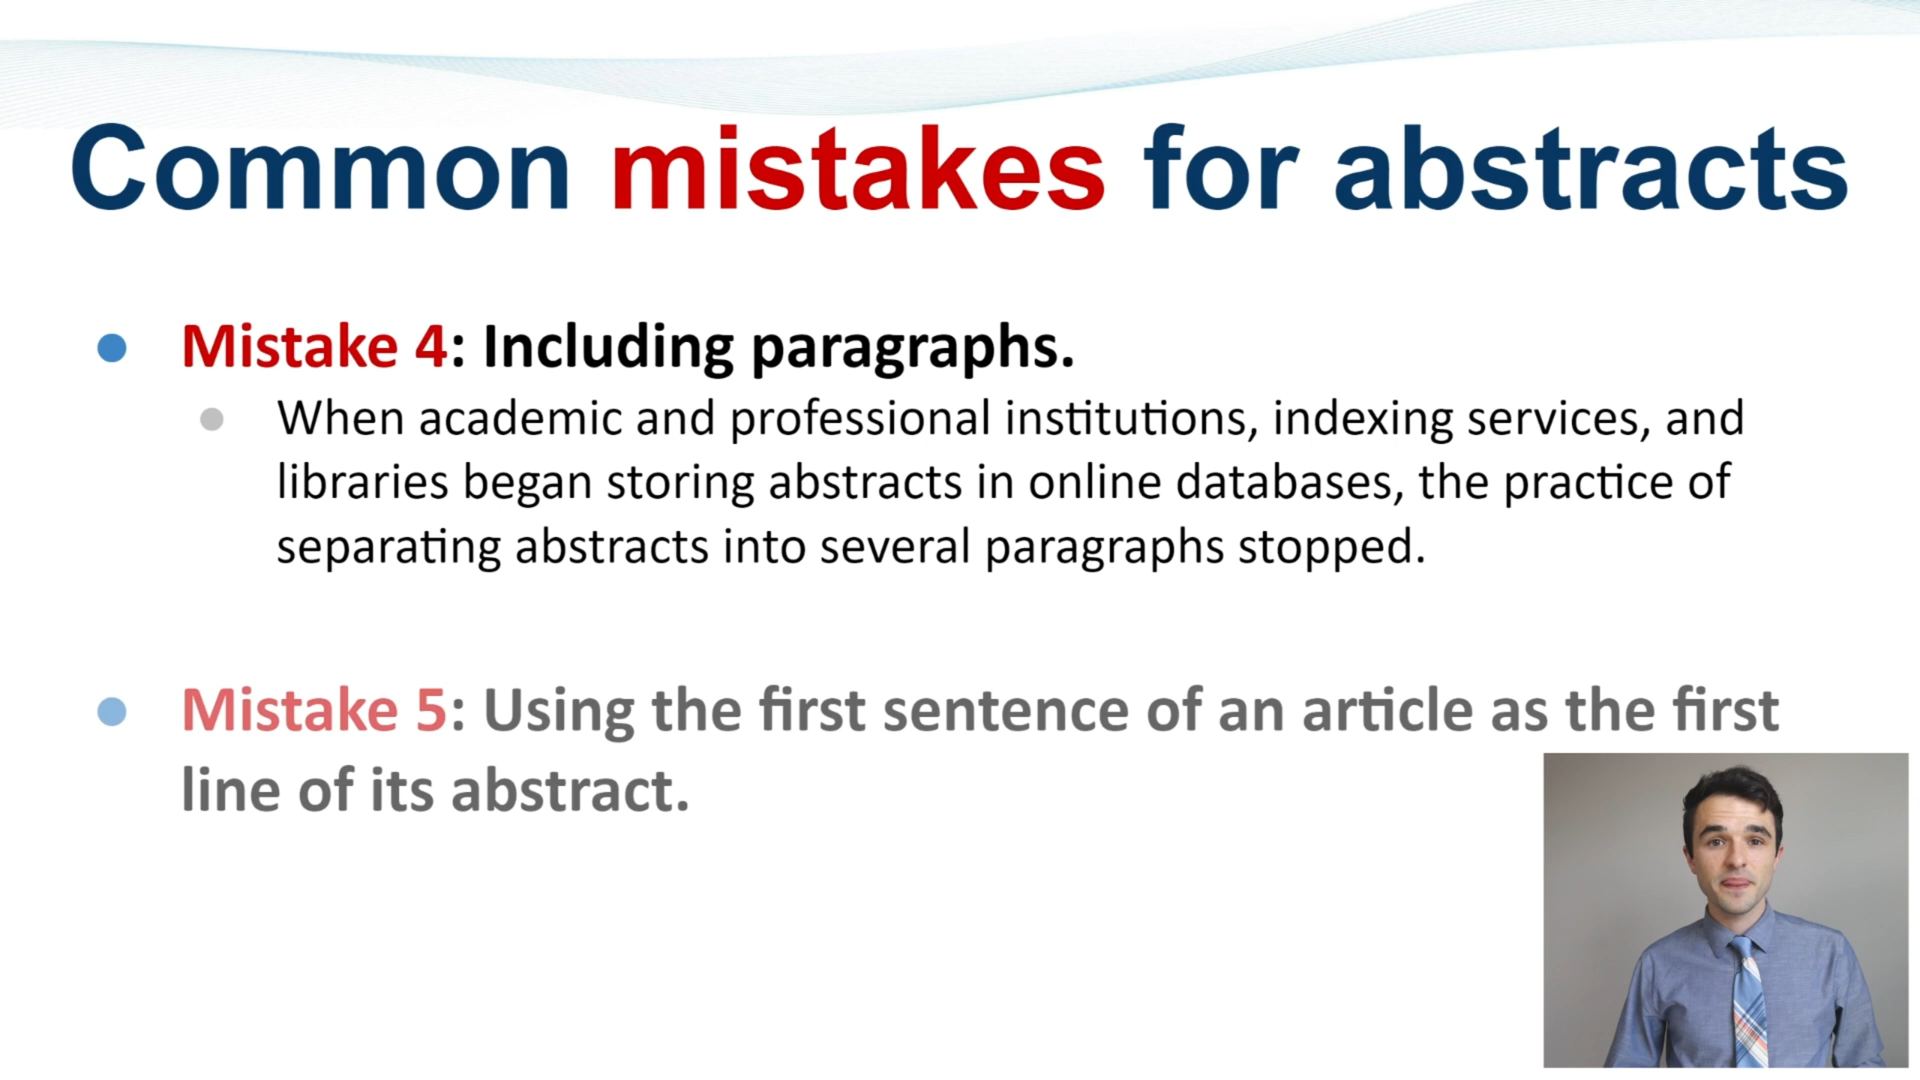 Common mistakes for abstracts
Mistake 4: Including paragraphs.
When academic and professional institutions, indexing services, and
libraries began storing abstracts in online databases, the practice of
separating abstracts into several paragraphs stopped.
Mistake 5: Using the first sentence of an article as the first
line of its abstract.